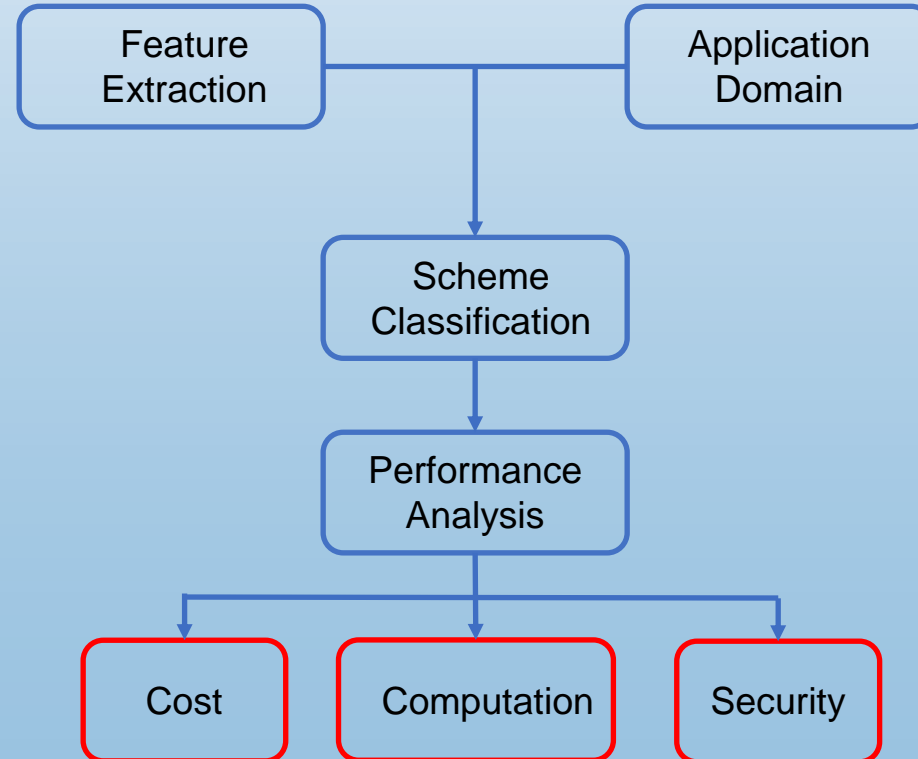 Feature
Extraction
Application
Domain
Scheme
Classification
Performance
Analysis
Cost
Computation
Security